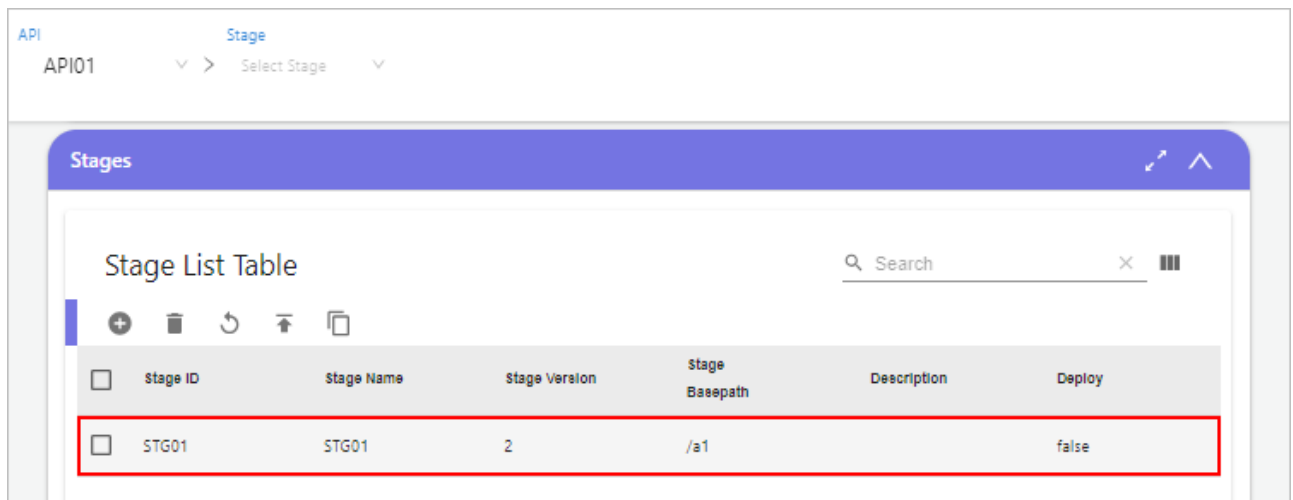 API Stage
API01 > Select Stage
Stages
Stage List Table Search
Stage ID Stage Name Stage Version Stage Basepath Description Deploy
STG01 STG01 2 /a1 false